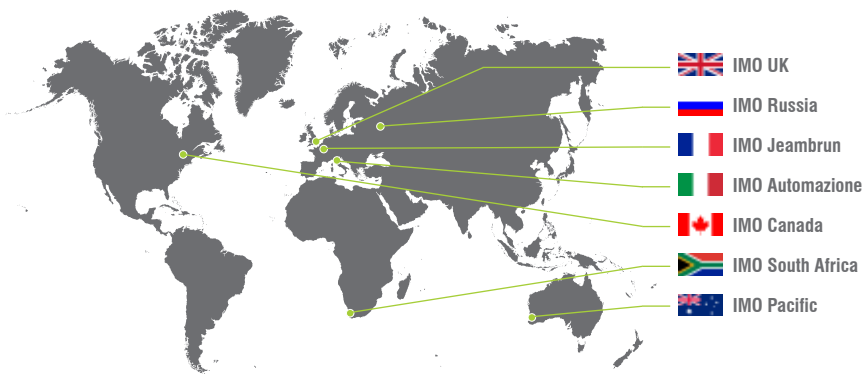 IMO UK
IMO Russia
IMO Jeambrun
IMO Automazione
IMO Canada
IMO South Africa
IMO Pacific